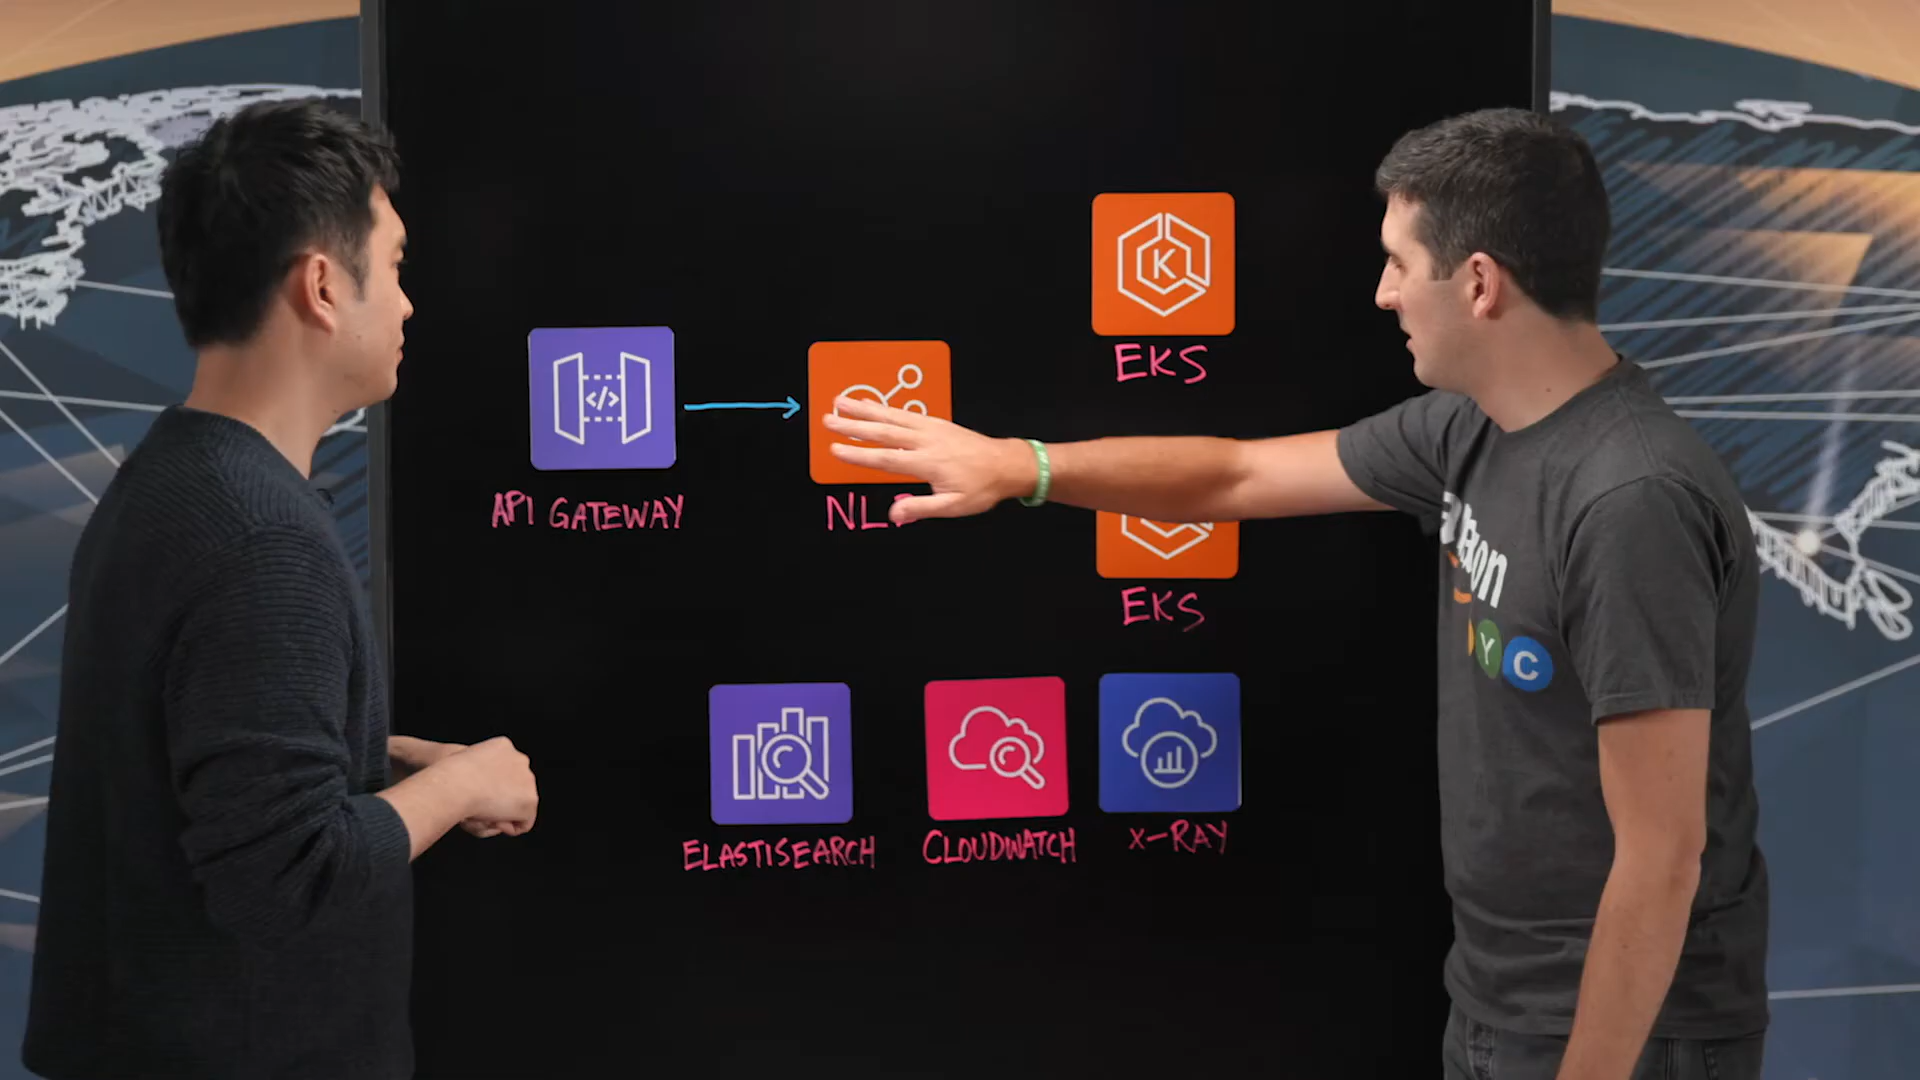 K
EKS
</>
API GATEWAY
EKS
Y C
ELASTISEARCH
CLOUDWATCH
X-RAY